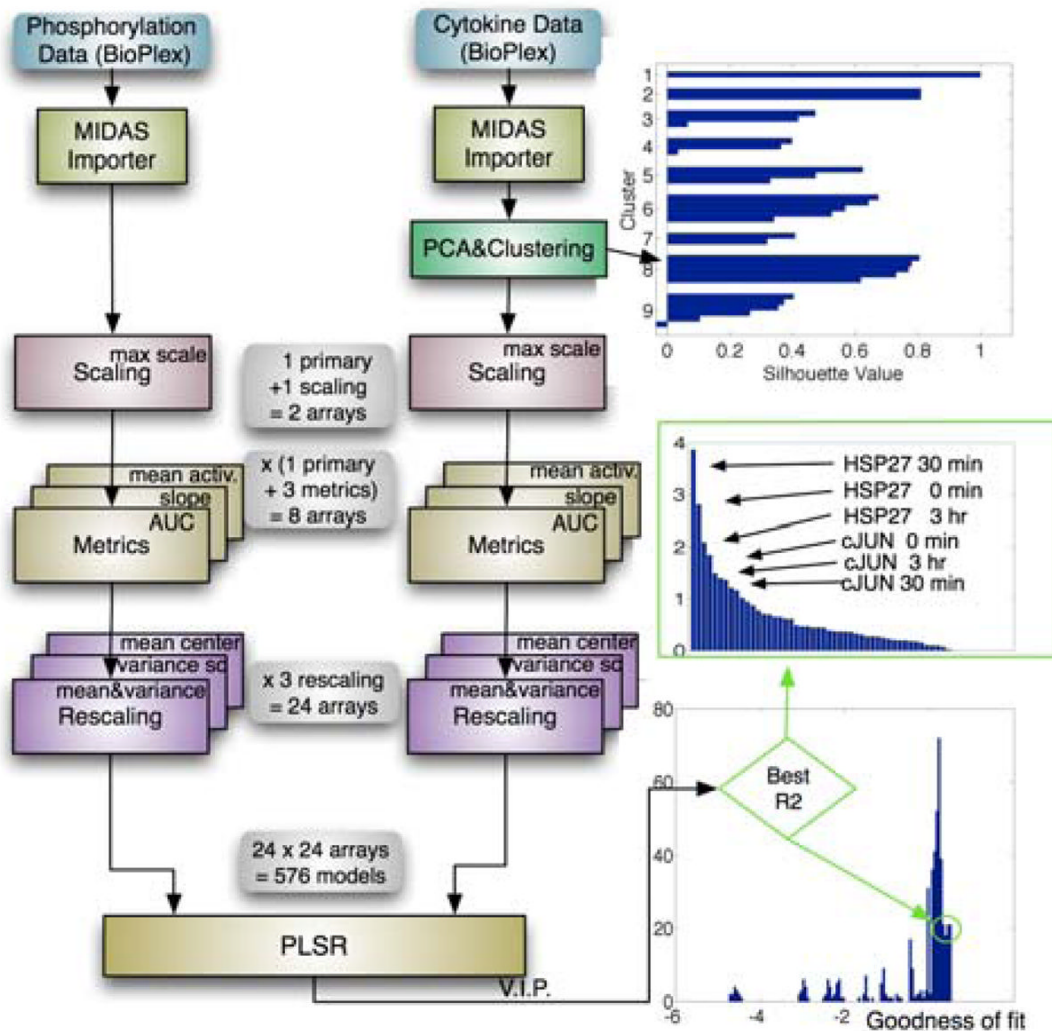 Phosphorylation
Data (BioPlex)
Cytokine Data
(BioPlex)
MIDAS
Importer
MIDAS
Importer
PCA&Clustering
1
2
3
4
5
6
7
8
9
Cluster
0
0.2
0.4
0.6
0.8
1
Silhouette Value
max scale
Scaling
1 primary
+1 scaling
= 2 arrays
max scale
Scaling
mean activ.
slope
AUC
Metrics
x (1 primary
+ 3 metrics)
= 8 arrays
mean activ.
slope
AUC
Metrics
4
3
2
1
0
HSP27 30 min
HSP27 0 min
HSP27 3 hr
cJUN 0 min
cJUN 3 hr
cJUN 30 min
mean center
variance sc
mean&variance
Rescaling
x 3 rescaling
= 24 arrays
mean center
variance sc
mean&variance
Rescaling
24 x 24 arrays
= 576 models
PLSR
V.I.P.
Best
R2
80
60
40
20
0
-6
-4
-2
Goodness of fit